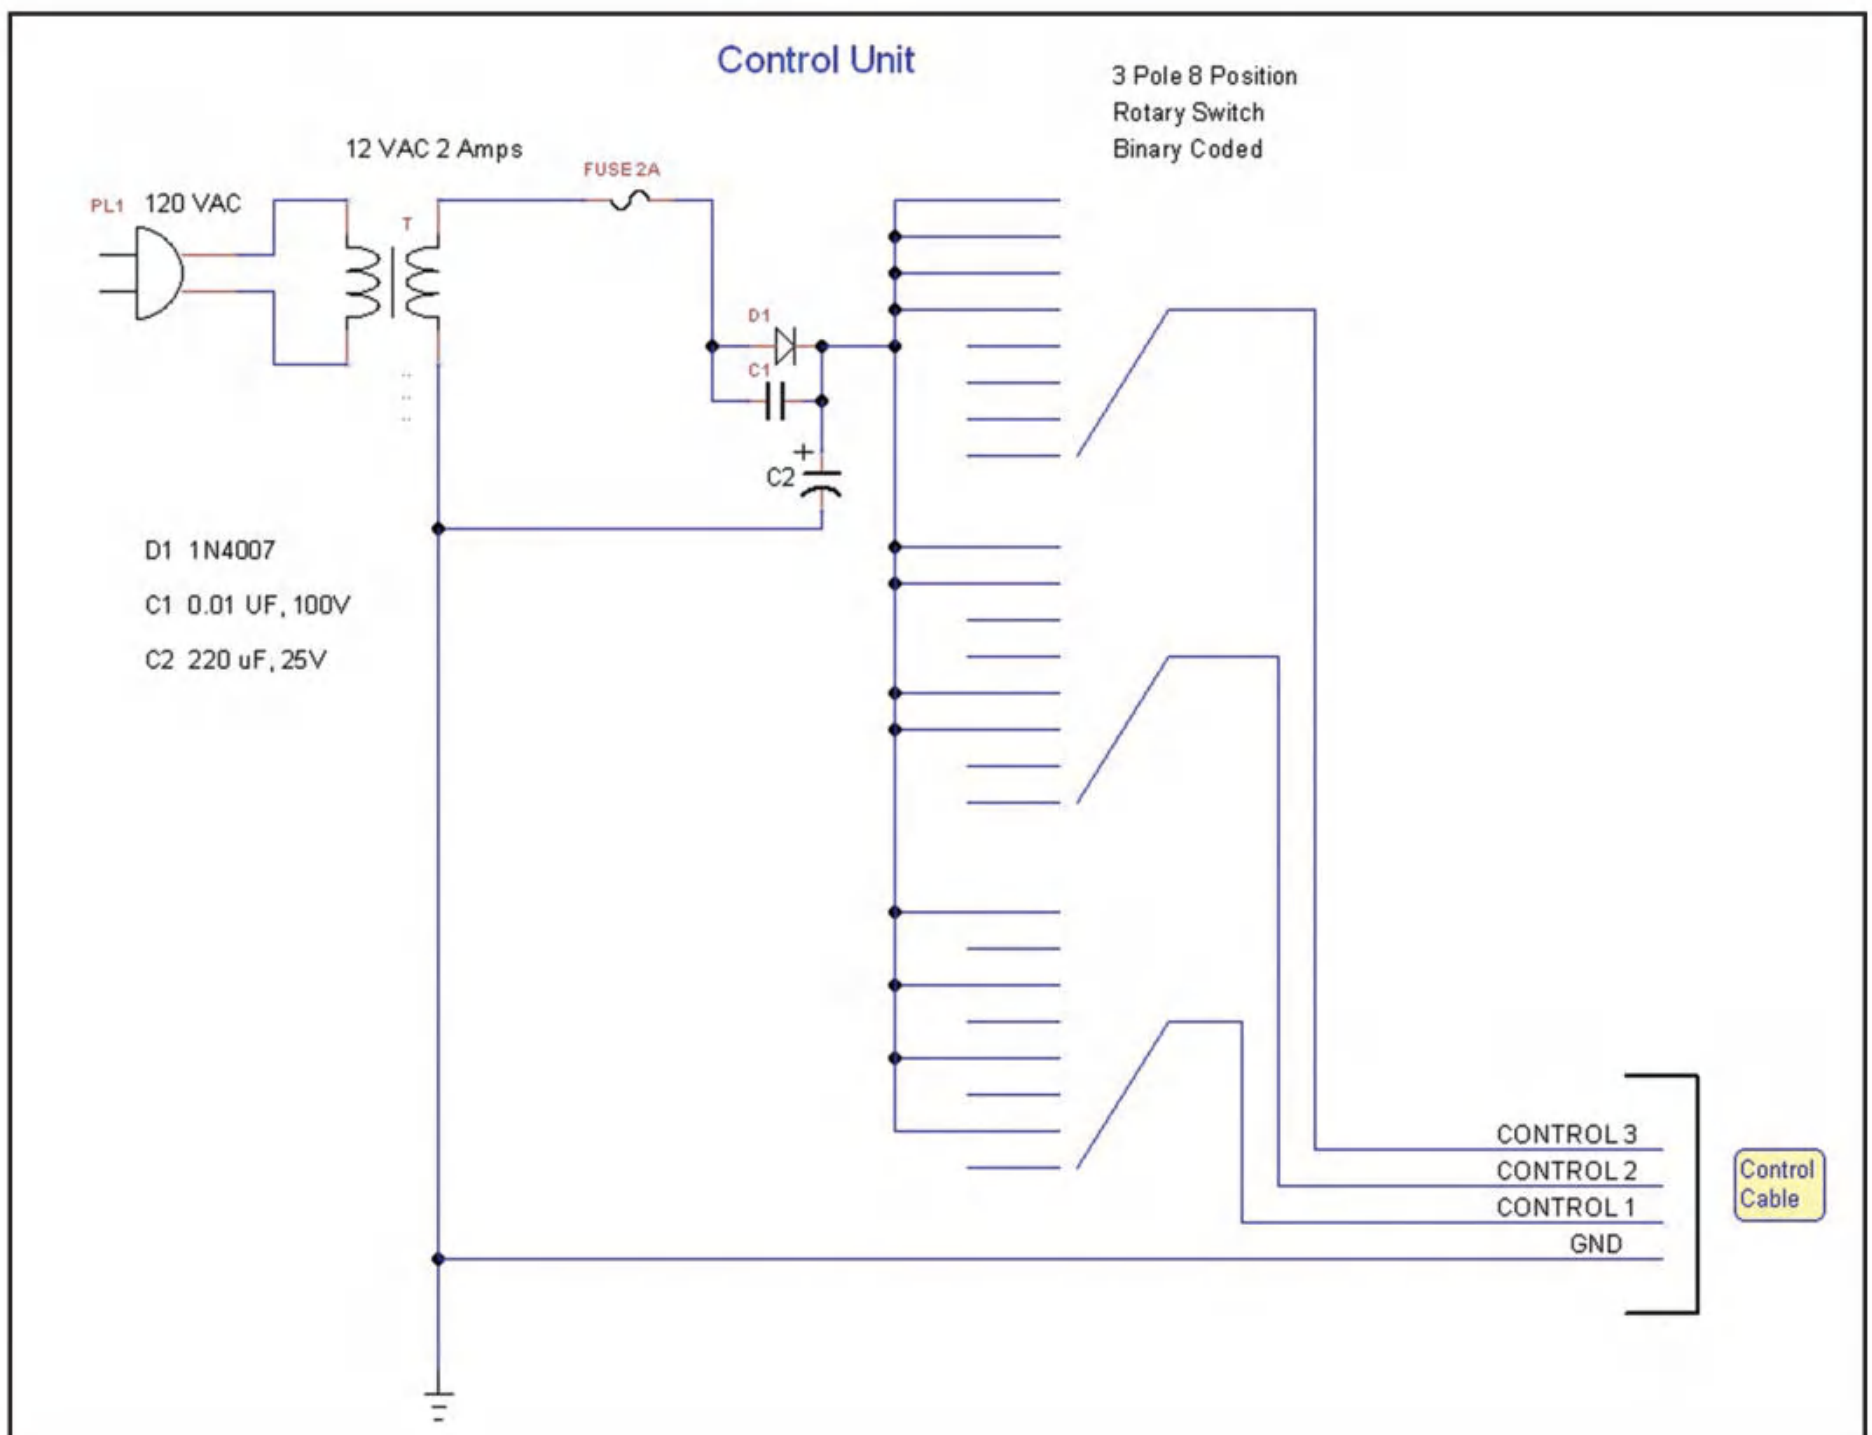 Control Unit
3 Pole 8 Position
Rotary Switch
Binary Coded
12 VAC 2 Amps
FUSE 2A
PL1 120 VAC
T
D1
C1
+
C2
D1 1N4007
C1 0.01 UF, 100V
C2 220 uF, 25V
CONTROL 3
CONTROL 2
CONTROL 1
GND
Control
Cable